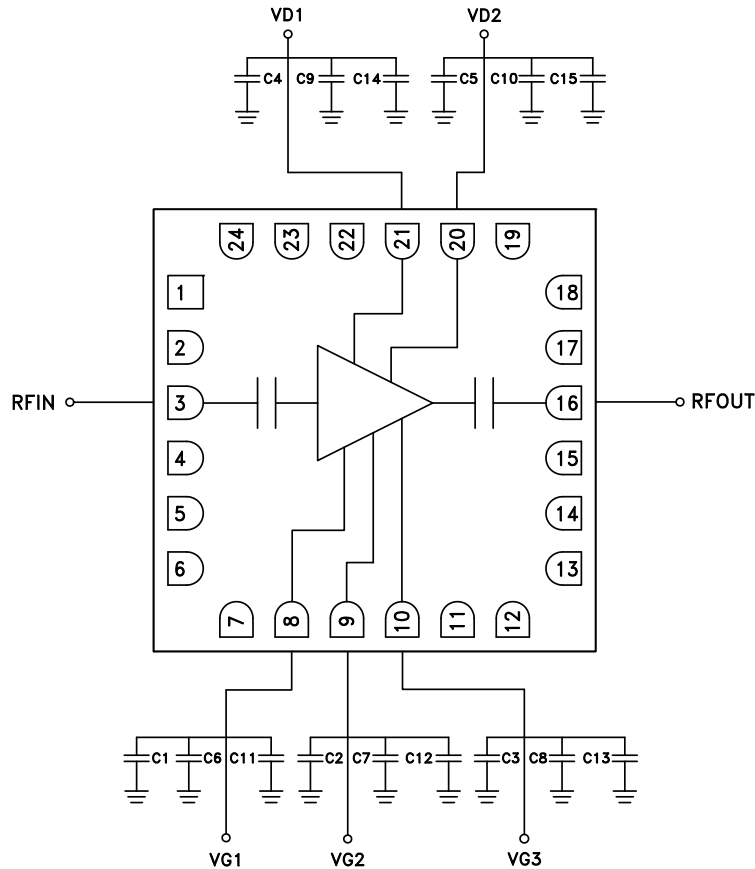 VD1 VD2
C4 C9 C14 C5 C10 C15
24 23 22 21 20 19
1 18
2 17
RFIN 3 16 RFOUT
4 15
5 14
6 13
7 8 9 10 11 12
C1 C6 C11 C2 C7 C12 C3 C8 C13
VG1 VG2 VG3